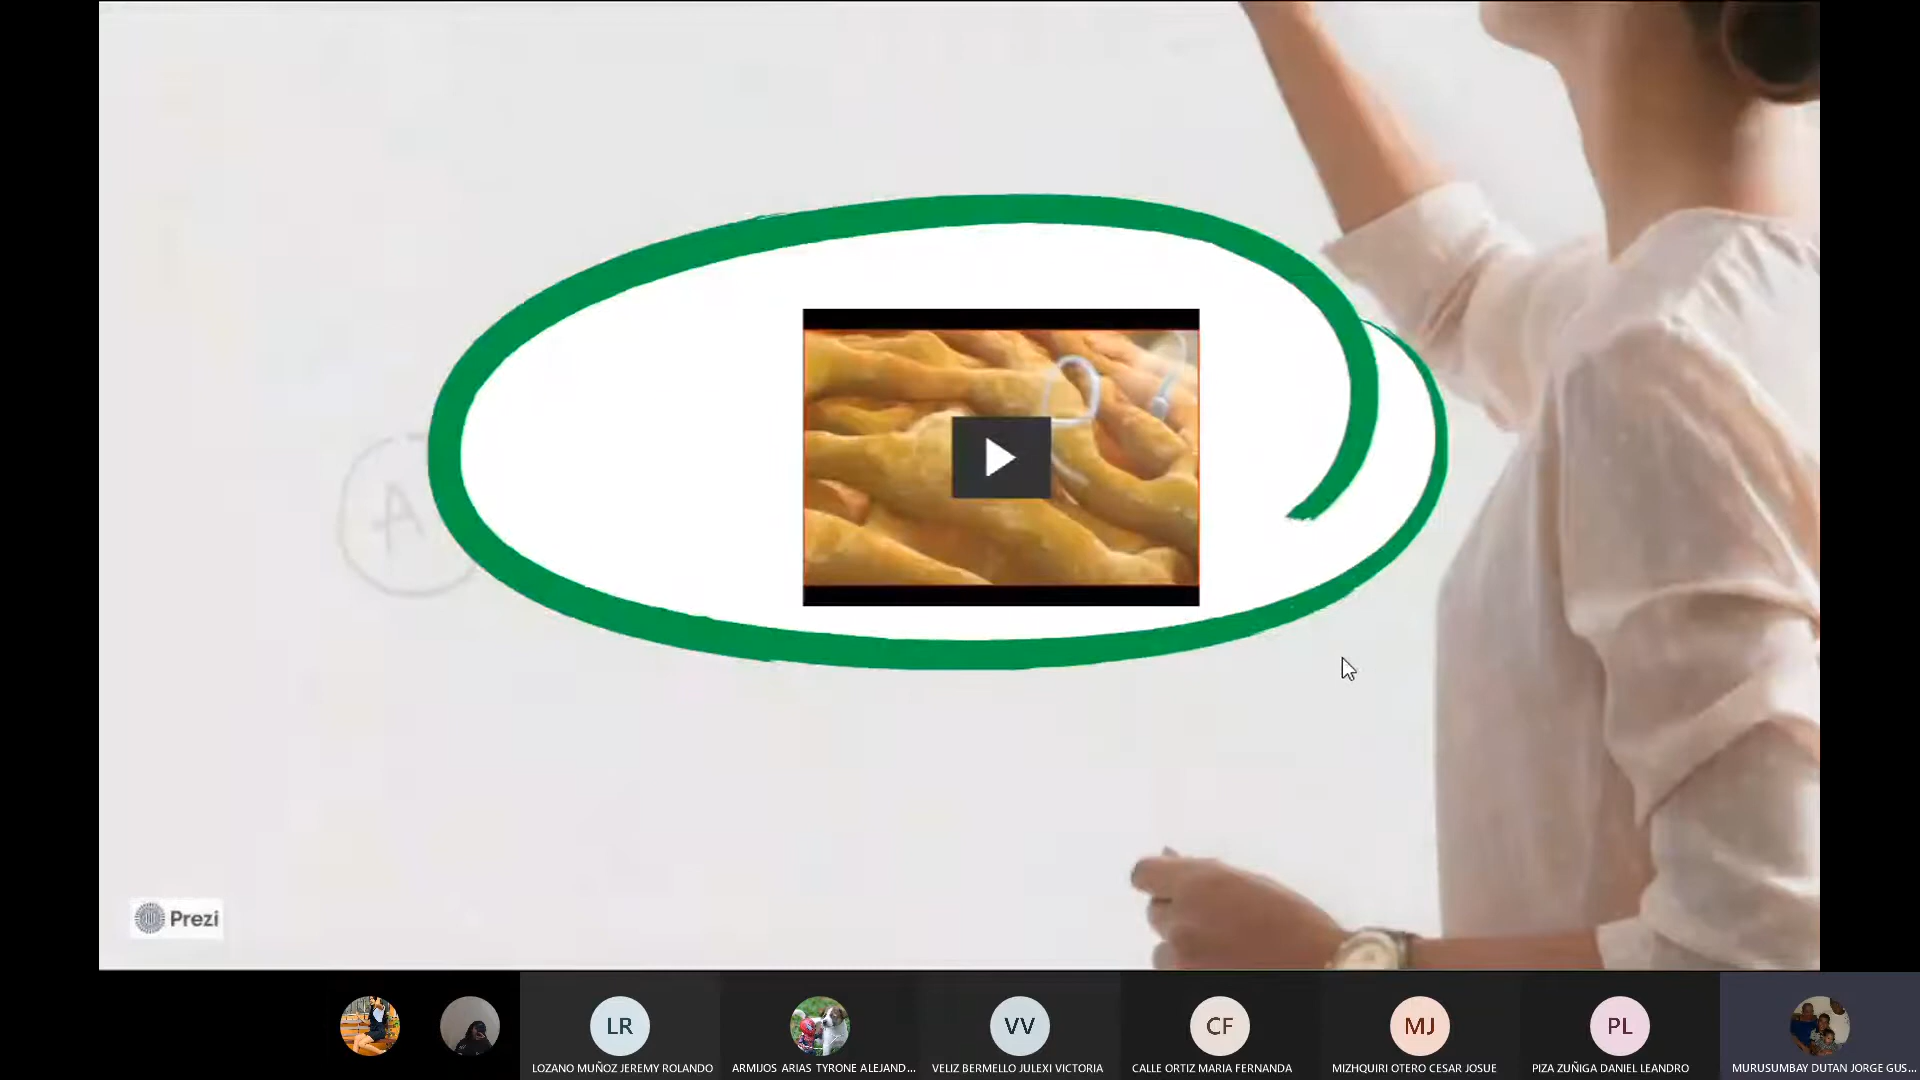 A
Prezi
LR
VV
CF
MJ
PL
LOZANO MUÑOZ JEREMY ROLANDO
ARMIJOS ARIAS TYRONE ALEJAND...
VELIZ BERMELLO JULEXI VICTORIA
CALLE ORTIZ MARIA FERNANDA
MIZHQUIRI OTERO CESAR JOSUE
PIZA ZUÑIGA DANIEL LEANDRO
MURUSUMBAY DUTAN JORGE GUS...